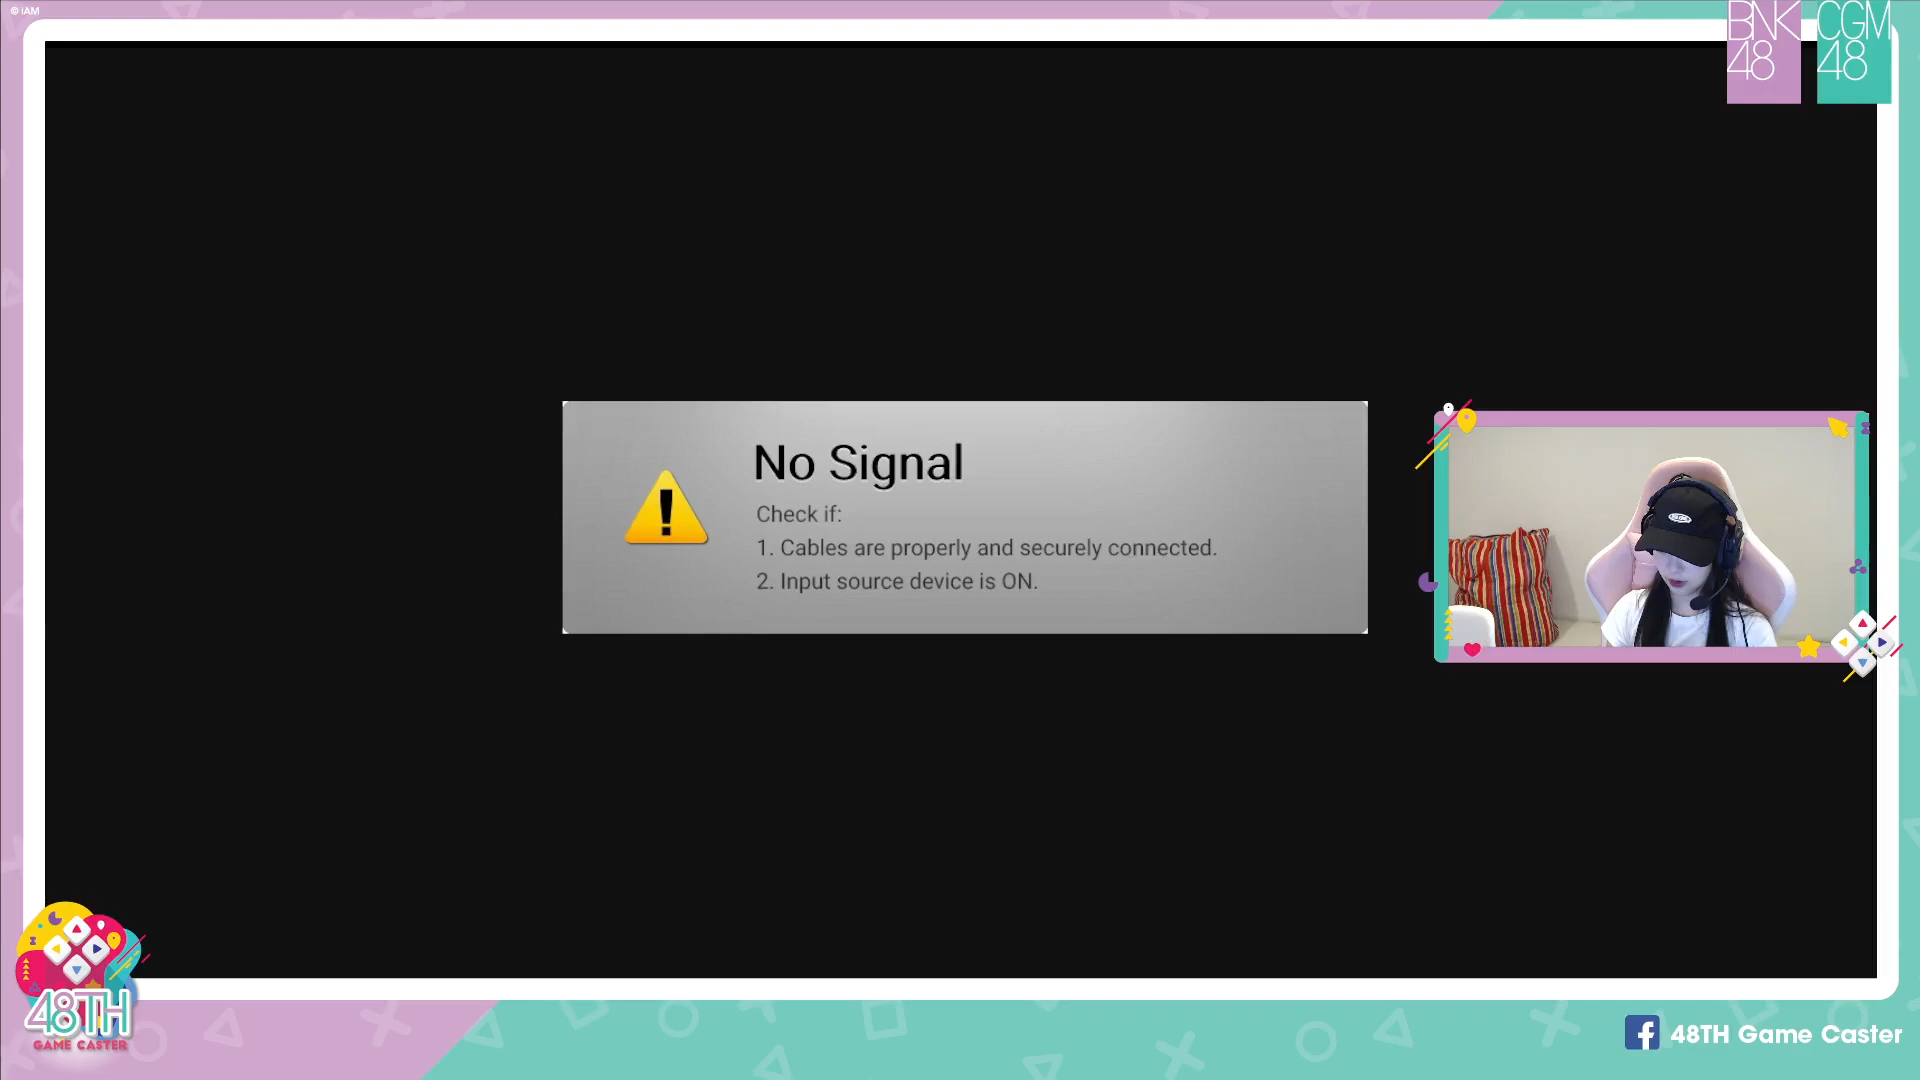 © iAM
BNK
48
CGM
48
No Signal
Check if:
1. Cables are properly and securely connected.
2. Input source device is ON.
48TH
GAME CASTER
48TH Game Caster